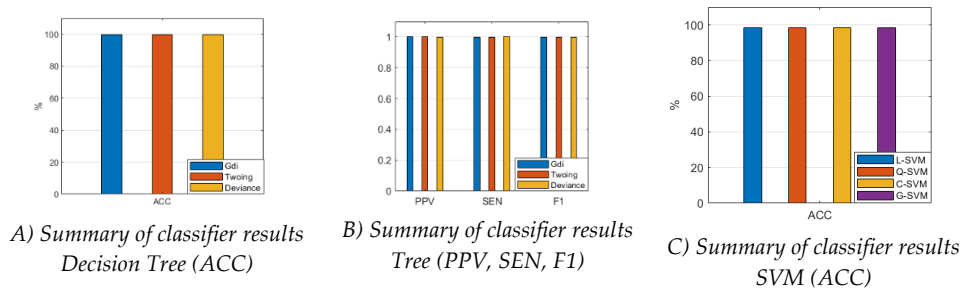 100
80
60
40
20
0
%
ACC
Gdi
Twoing
Deviance
A) Summary of classifier results
Decision Tree (ACC)
1
0.8
0.6
0.4
0.2
0
PPV
SEN
F1
Gdi
Twoing
Deviance
B) Summary of classifier results
Tree (PPV, SEN, F1)
100
80
60
40
20
0
%
ACC
L-SVM
Q-SVM
C-SVM
G-SVM
C) Summary of classifier results
SVM (ACC)